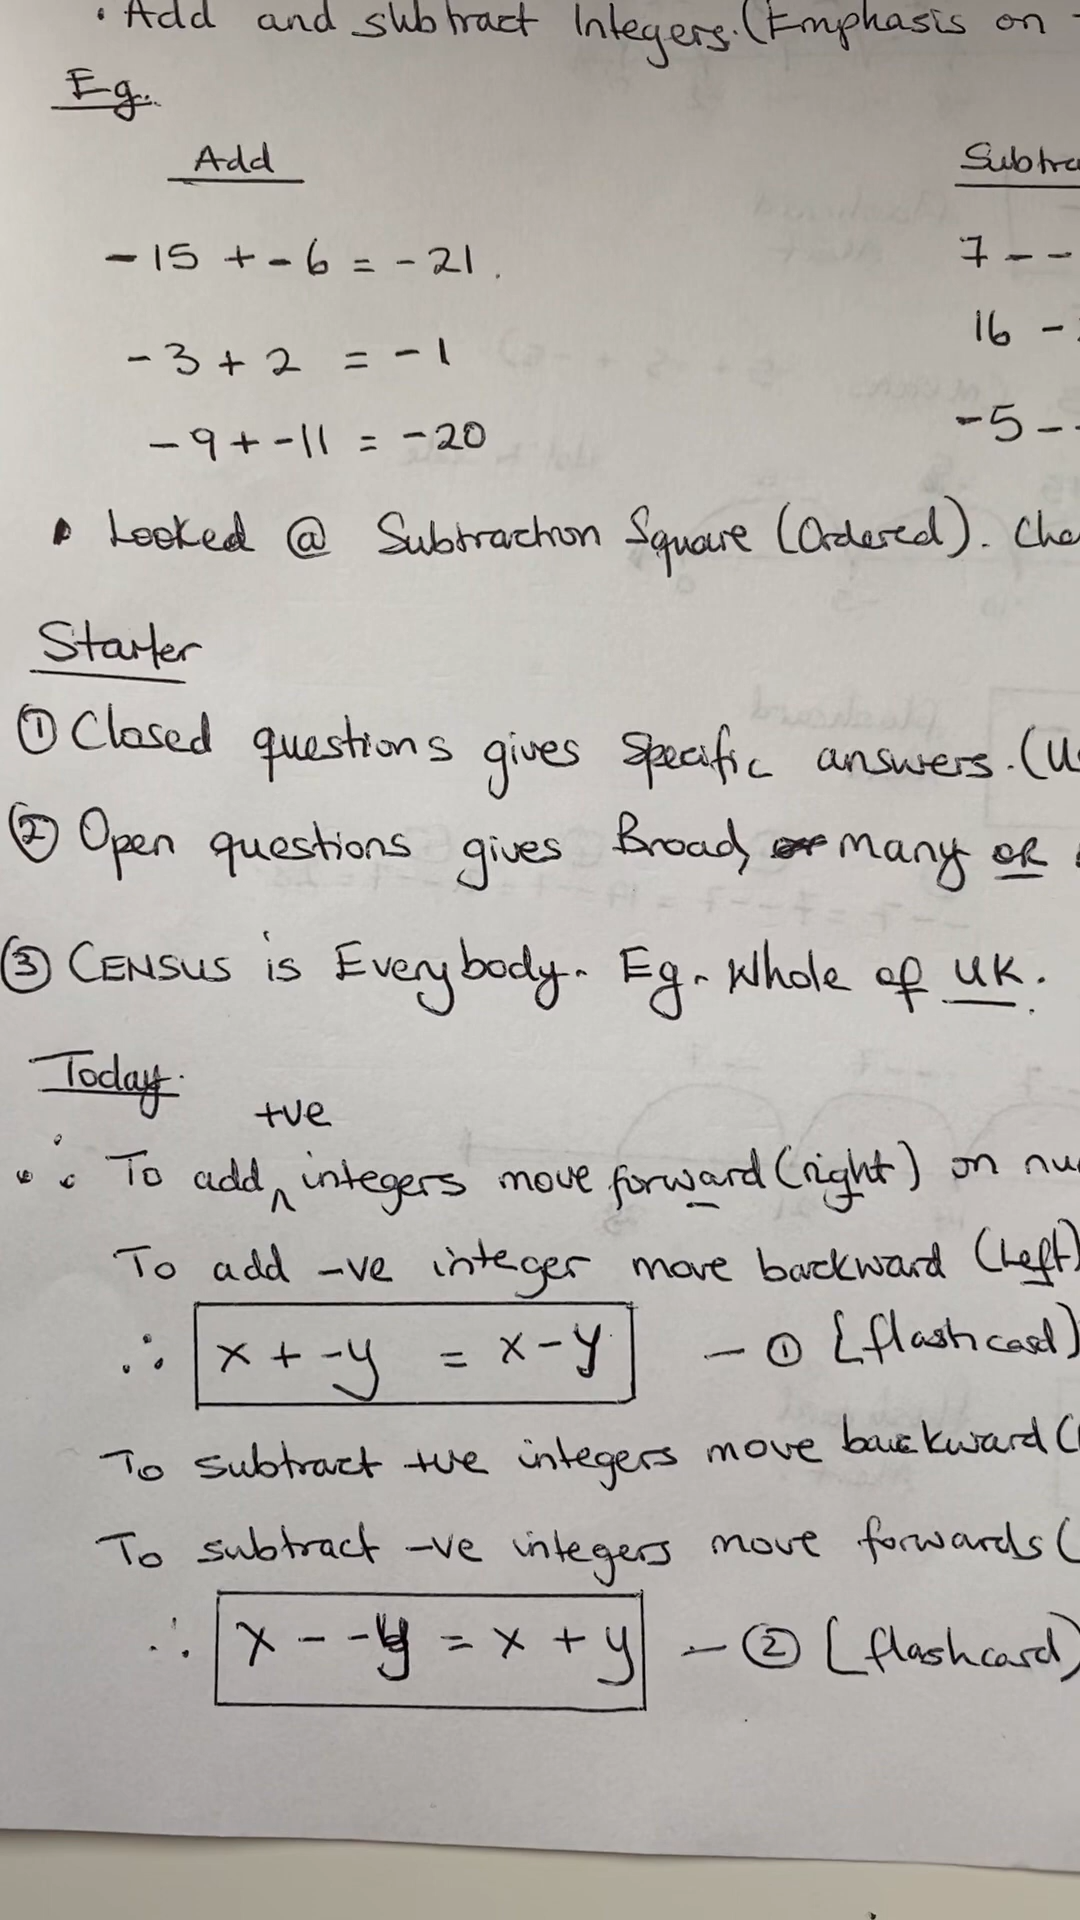 • Add and subtract Integers. (Emphasis on
Eg.
Add
Subtra
-15 + -6 = -21.
7 - -
-3 + 2 = -1
16 -
-9 + -11 = -20
-5 -
• Looked @ Subtraction Square (Ordered). Che
Starter
① Closed questions gives specific answers. (U
② Open questions gives Broad, or many OR
③ CENSUS is Everybody. Eg. Whole of UK.
Today.
+ve
∴ To add ^ integers move forward (right) on nu
To add -ve integer move backward (Left)
∴ x + -y = x - y - ① [flashcard)
To subtract +ve integers move backward (
To subtract -ve integers move forwards (
∴ x - -y = x + y - ② [flashcard)